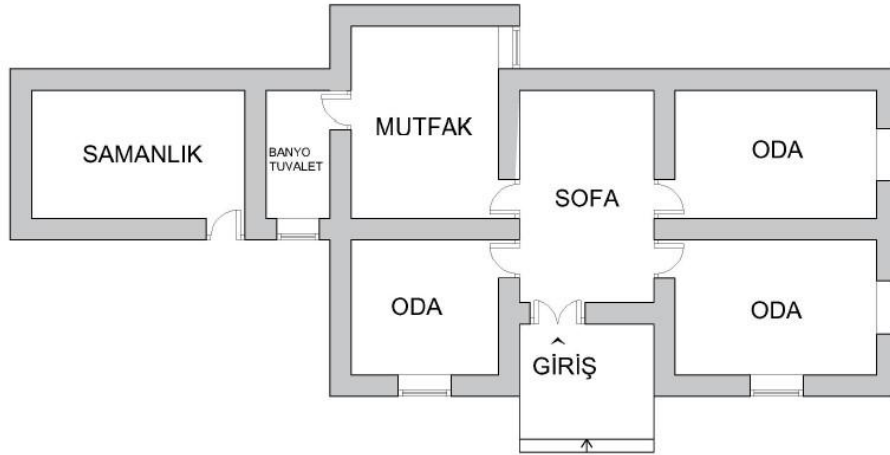 SAMANLIK
BANYO
TUVALET
MUTFAK
SOFA
ODA
ODA
ODA
GİRİŞ